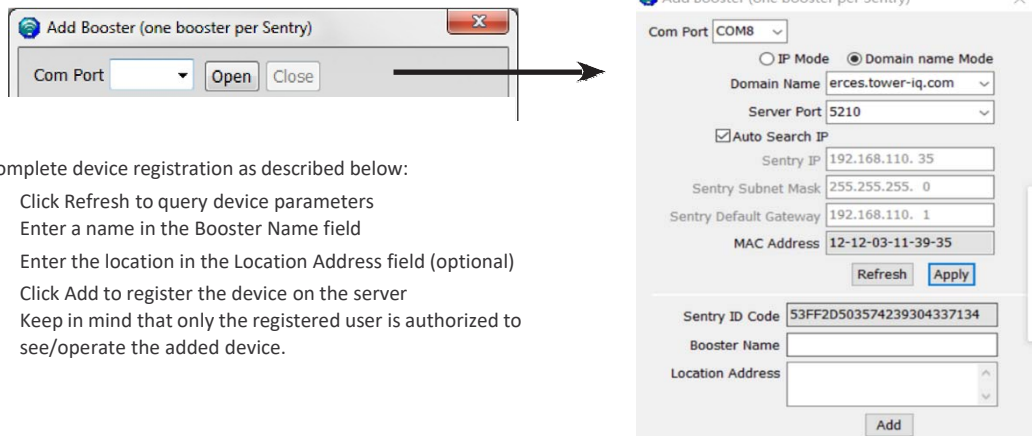 Add Booster (one booster per Sentry)
Com Port
Open
Close
omplete device registration as described below:
Click Refresh to query device parameters
Enter a name in the Booster Name field
Enter the location in the Location Address field (optional)
Click Add to register the device on the server
Keep in mind that only the registered user is authorized to
see/operate the added device.
Add Booster (one booster per Sentry)
Com Port COM8
IP Mode Domain name Mode
Domain Name erces.tower-iq.com
Server Port 5210
Auto Search IP
Sentry IP 192.168.110. 35
Sentry Subnet Mask 255.255.255. 0
Sentry Default Gateway 192.168.110. 1
MAC Address 12-12-03-11-39-35
Refresh Apply
Sentry ID Code 53FF2D503574239304337134
Booster Name
Location Address
Add